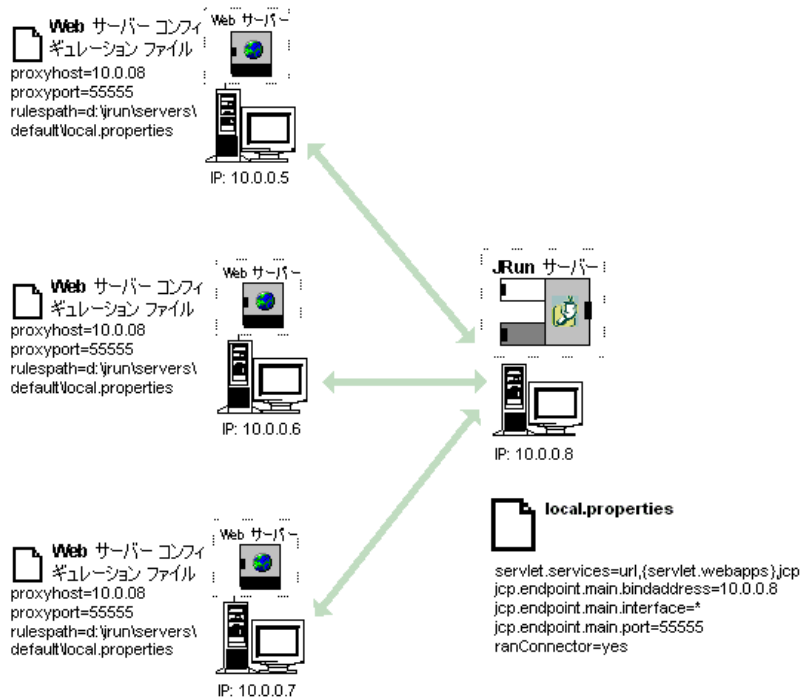 Web サーバー コンフィ
ギュレーション ファイル
proxyhost=10.0.08
proxyport=55555
rulespath=d:\jrun\servers\
default\local.properties
Web サーバー
IP: 10.0.0.5
Web サーバー コンフィ
ギュレーション ファイル
proxyhost=10.0.08
proxyport=55555
rulespath=d:\jrun\servers\
default\local.properties
Web サーバー
IP: 10.0.0.6
JRun サーバー
IP: 10.0.0.8
Web サーバー コンフィ
ギュレーション ファイル
proxyhost=10.0.08
proxyport=55555
rulespath=d:\jrun\servers\
default\local.properties
Web サーバー
IP: 10.0.0.7
local.properties
servlet.services=url,{servlet.webapps},jcp
jcp.endpoint.main.bindaddress=10.0.0.8
jcp.endpoint.main.interface=*
jcp.endpoint.main.port=55555
ranConnector=yes